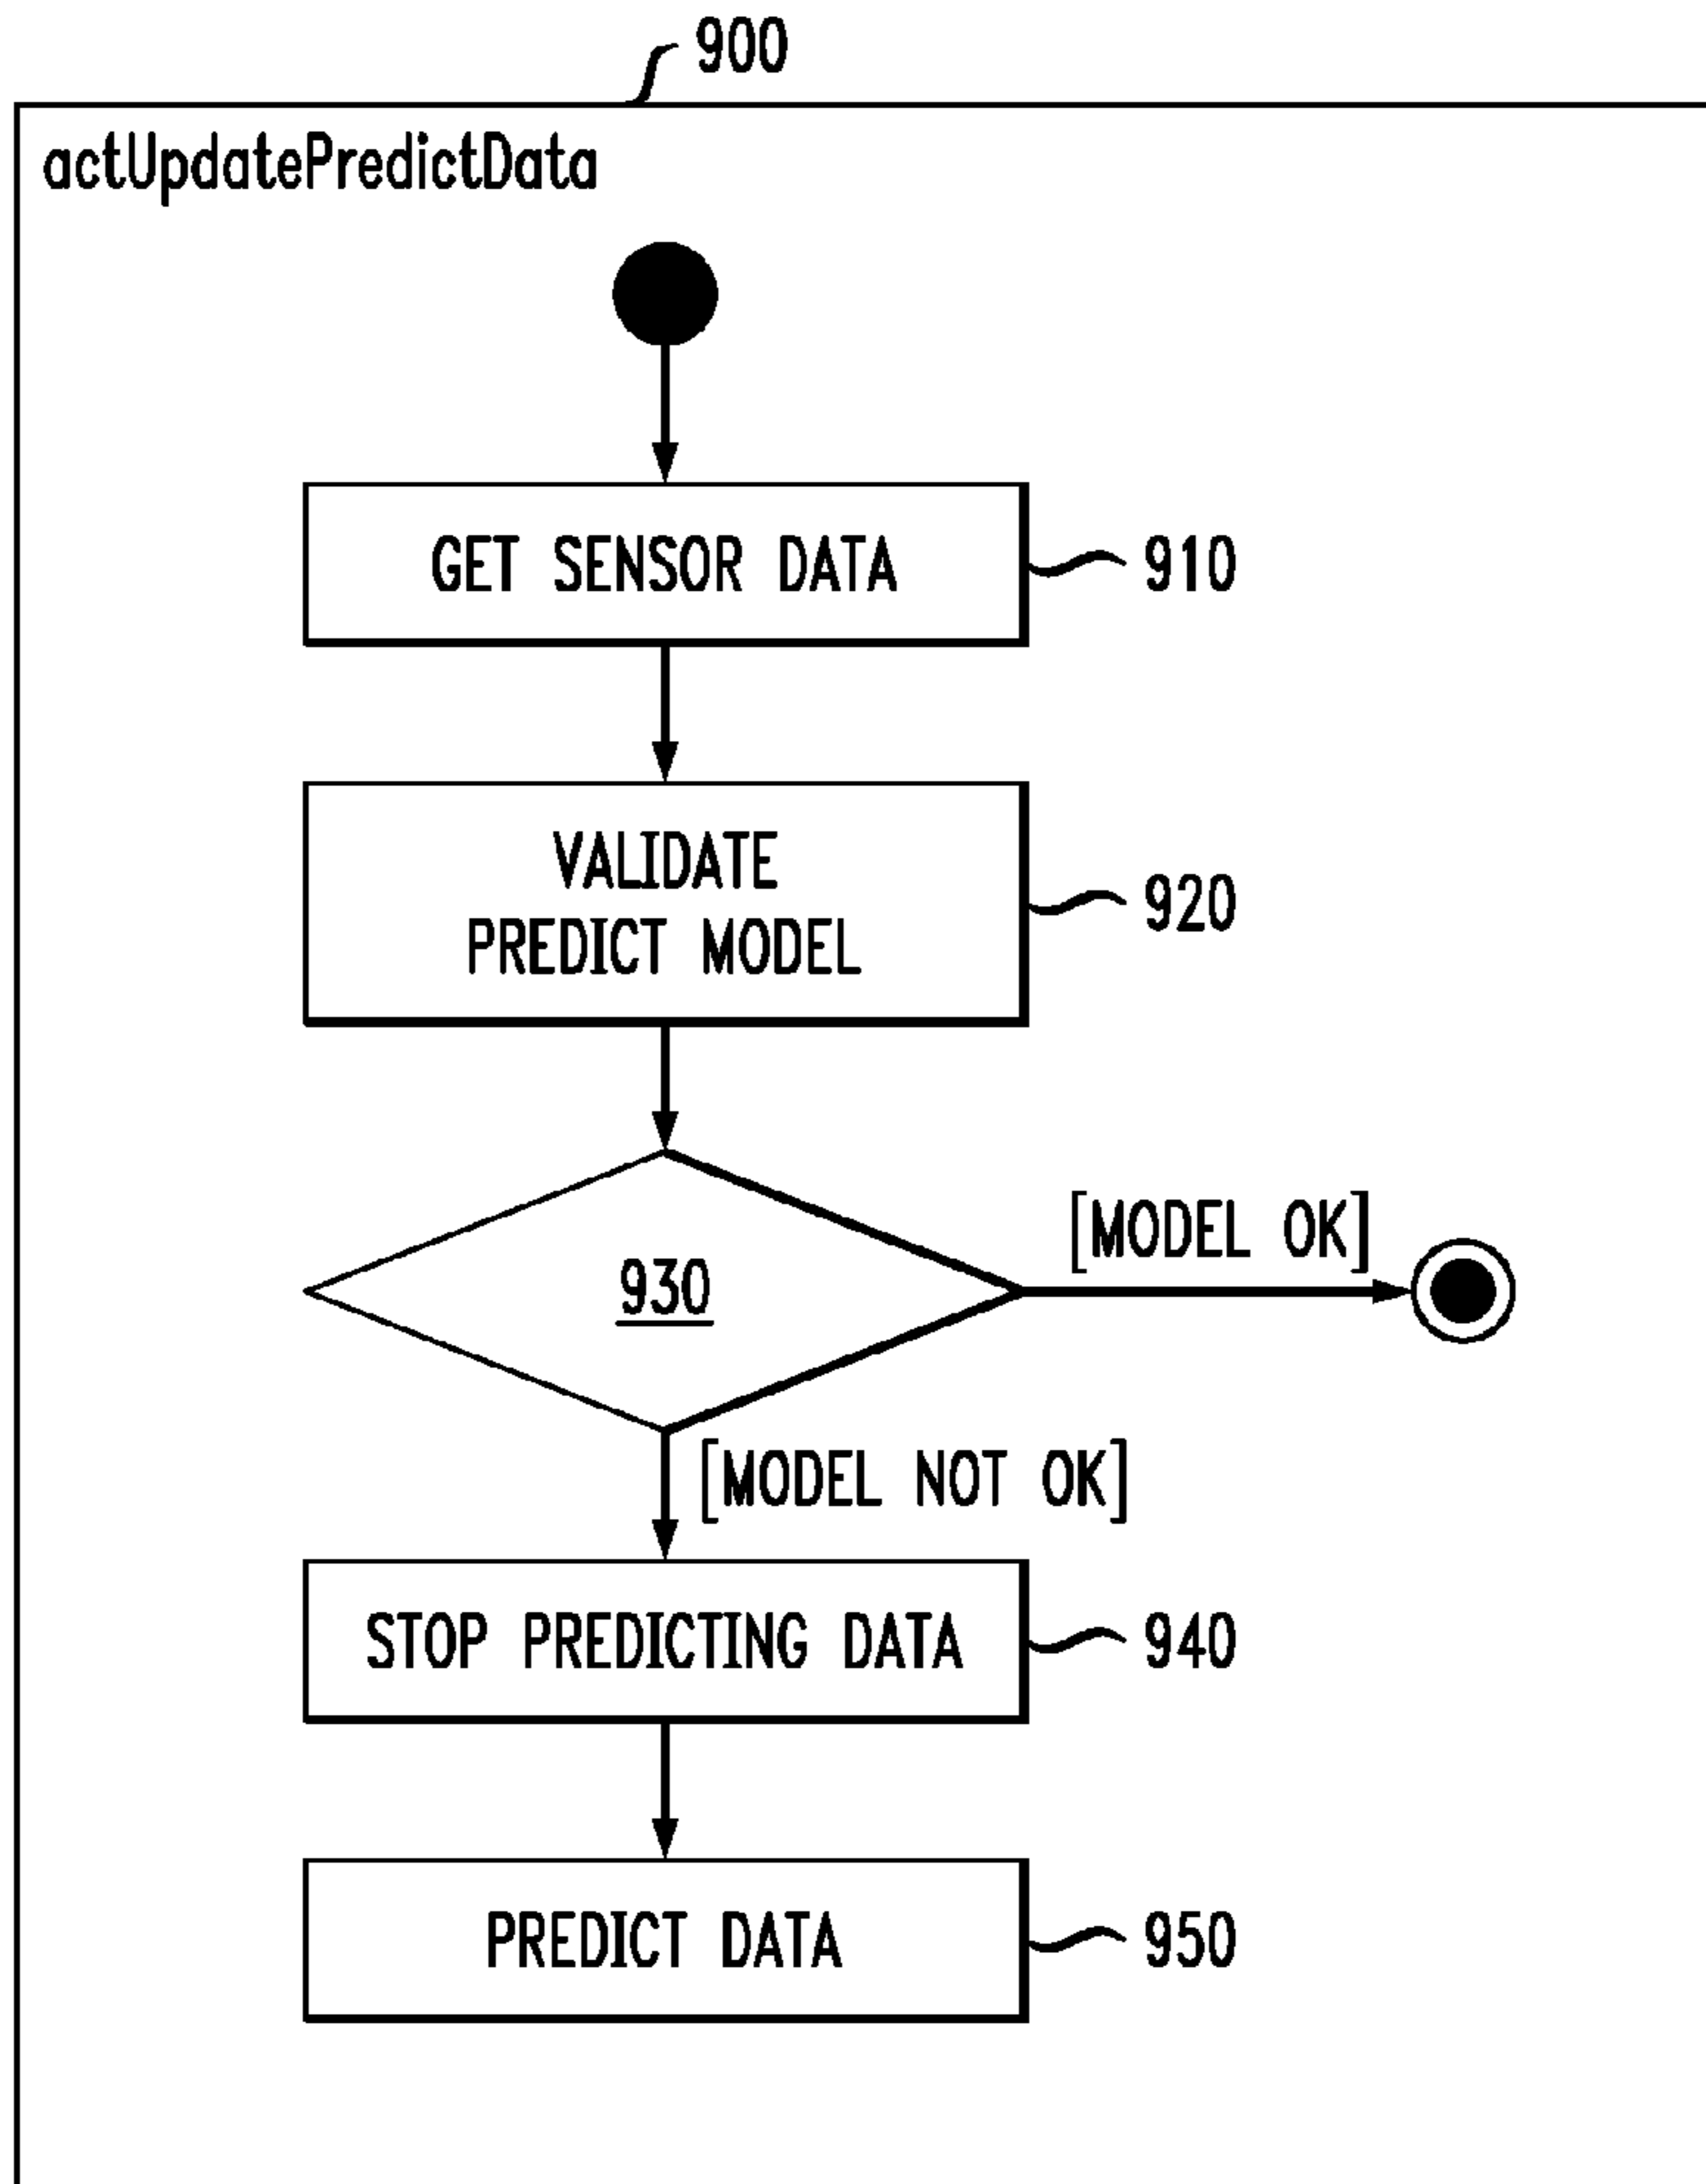 900
actUpdatePredictData
GET SENSOR DATA
910
VALIDATE
PREDICT MODEL
920
930
[MODEL OK]
[MODEL NOT OK]
STOP PREDICTING DATA
940
PREDICT DATA
950